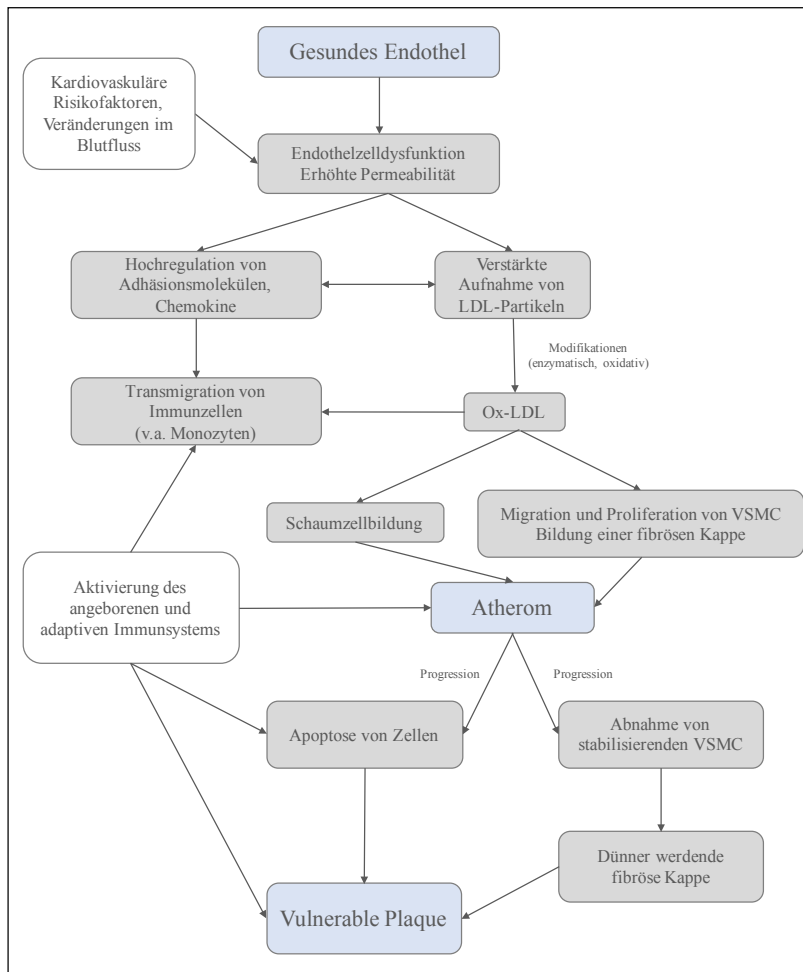 Gesundes Endothel
Kardiovaskuläre
Risikofaktoren,
Veränderungen im
Blutfluss
Endothelzelldysfunktion
Erhöhte Permeabilität
Hochregulation von
Adhäsionsmolekülen,
Chemokine
Verstärkte
Aufnahme von
LDL-Partikeln
Modifikationen
(enzymatisch, oxidativ)
Transmigration von
Immunzellen
(v.a. Monozyten)
Ox-LDL
Schaumzellbildung
Migration und Proliferation von VSMC
Bildung einer fibrösen Kappe
Aktivierung des
angeborenen und
adaptiven Immunsystems
Atherom
Progression
Progression
Apoptose von Zellen
Abnahme von
stabilisierenden VSMC
Dünner werdende
fibröse Kappe
Vulnerable Plaque